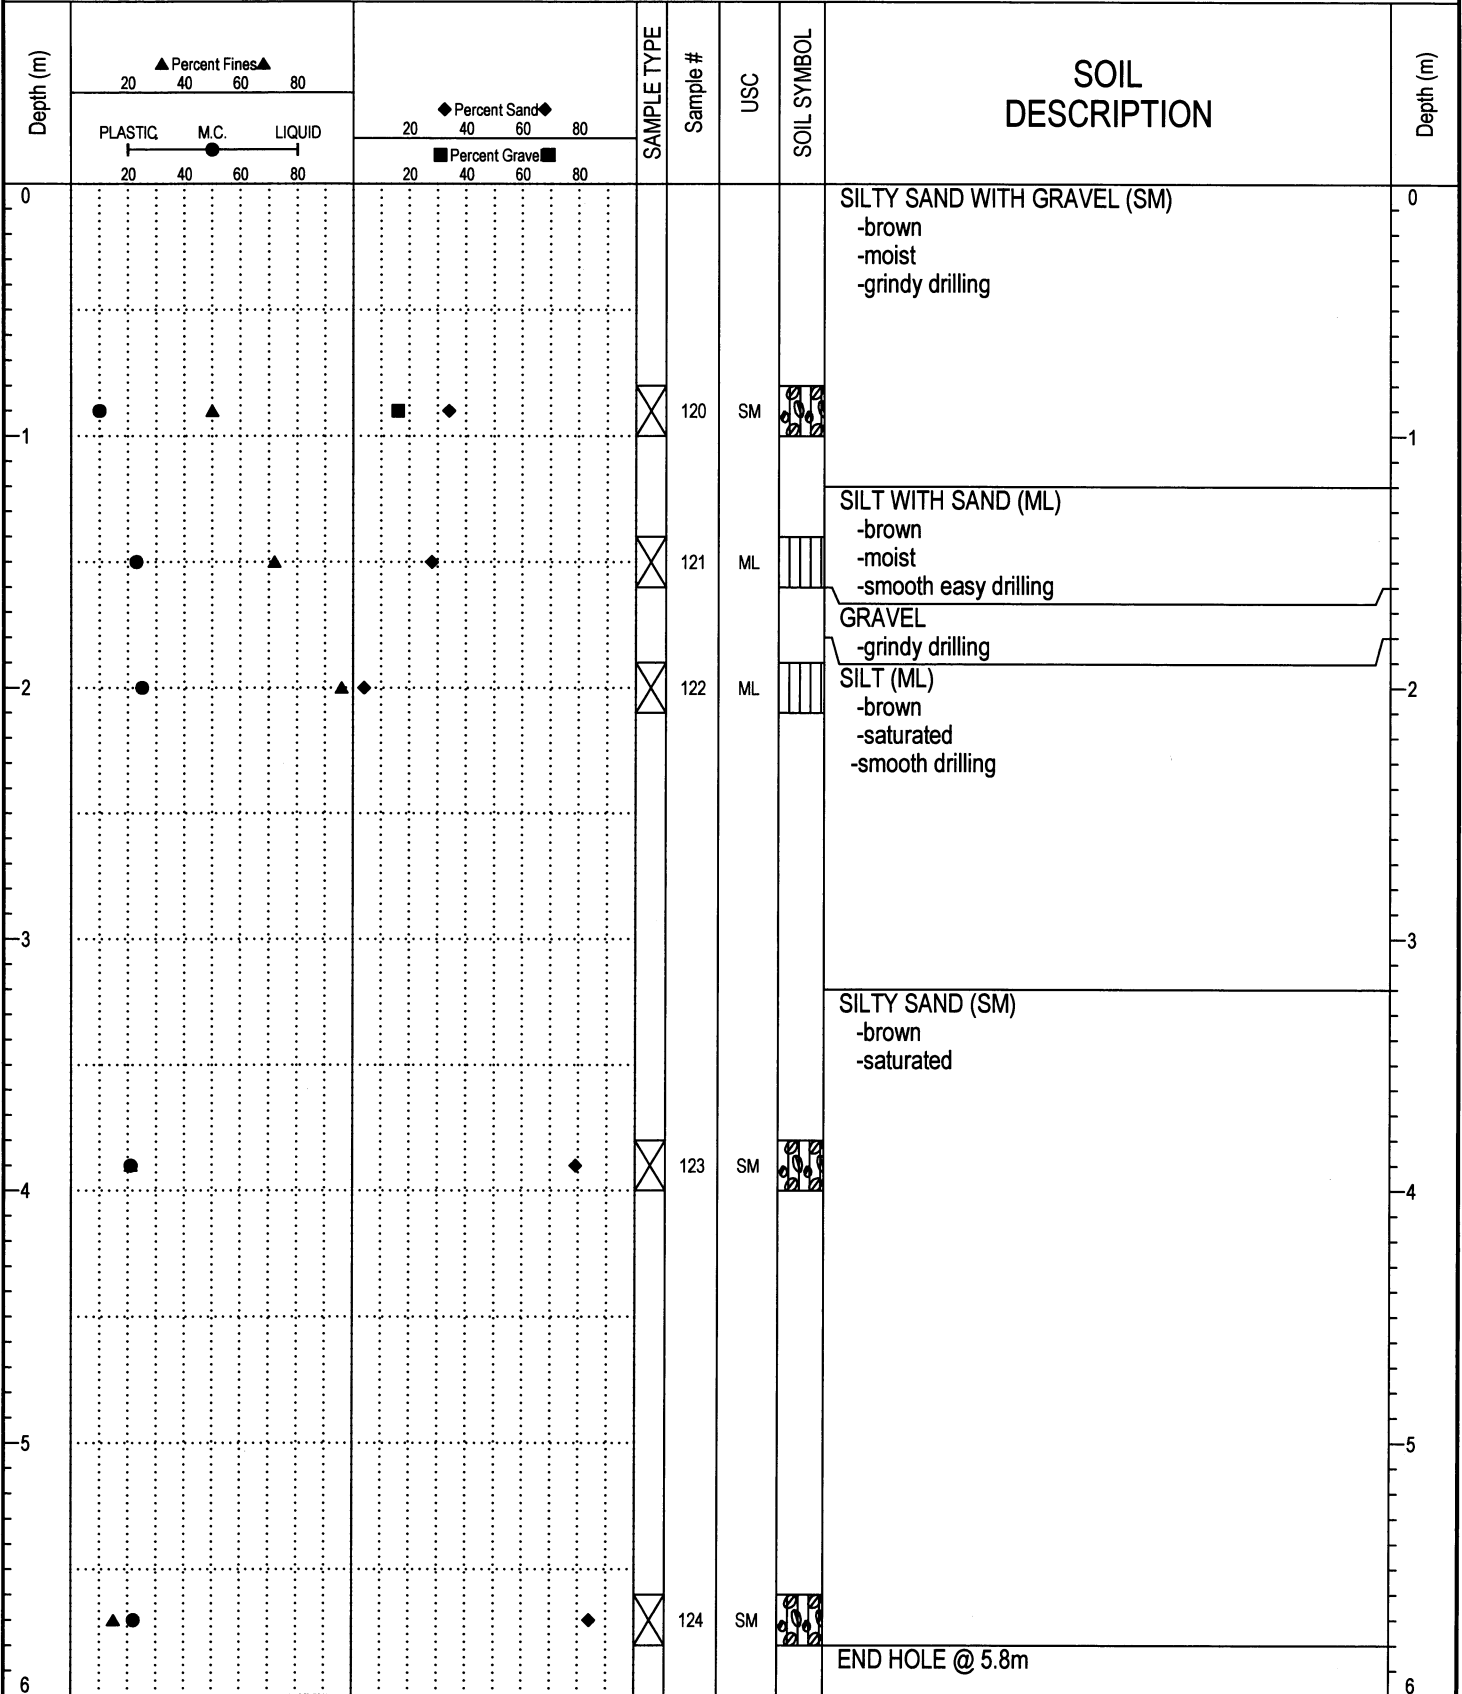 Depth (m)
▲ Percent Fines ▲
20 40 60 80
PLASTIC M.C. LIQUID
20 40 60 80
◆ Percent Sand ◆
20 40 60 80
■ Percent Gravel ■
20 40 60 80
SAMPLE TYPE
Sample #
USC
SOIL SYMBOL
SOIL
DESCRIPTION
Depth (m)
0
SILTY SAND WITH GRAVEL (SM)
0
-brown
-moist
-grindy drilling
120 SM
1
1
SILT WITH SAND (ML)
-brown
-moist
121 ML
-smooth easy drilling
GRAVEL
-grindy drilling
SILT (ML)
2
122 ML
2
-brown
-saturated
-smooth drilling
3
3
SILTY SAND (SM)
-brown
-saturated
123 SM
4
4
5
5
124 SM
END HOLE @ 5.8m
6
6